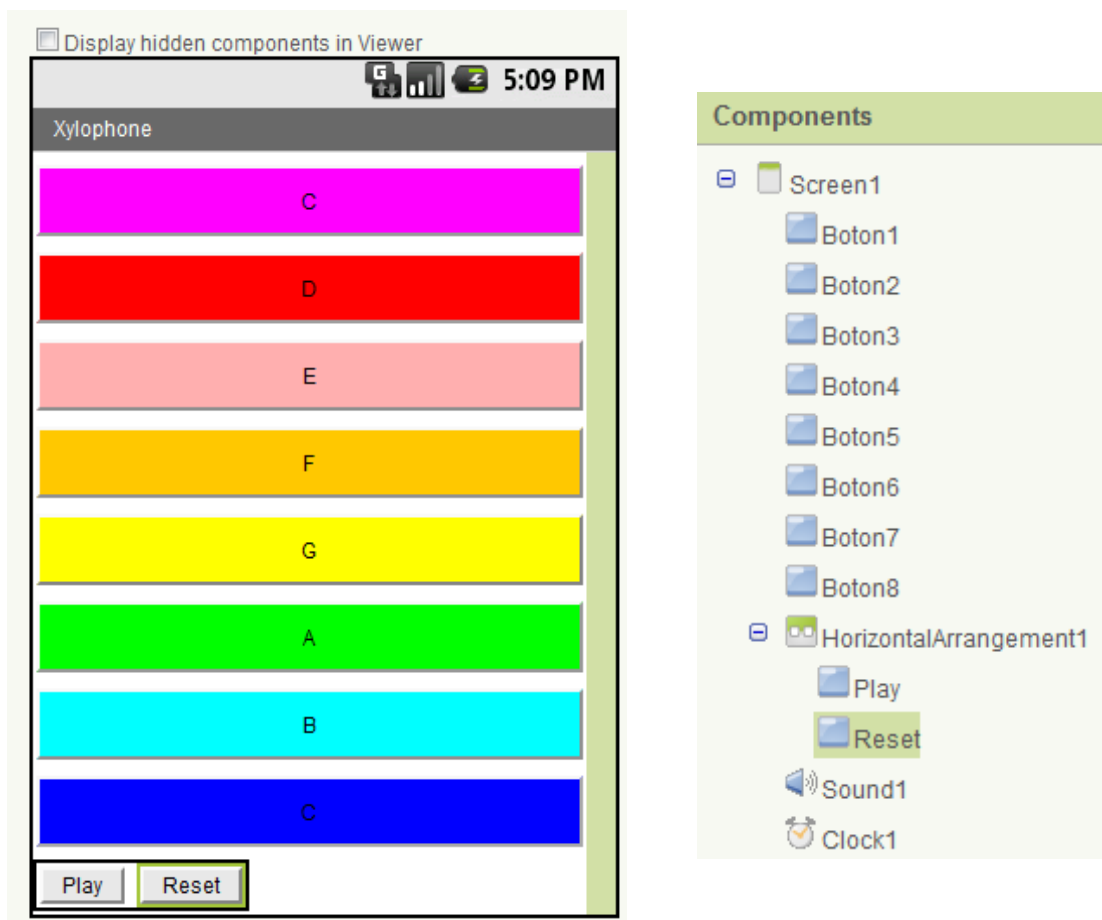 Display hidden components in Viewer
5:09 PM
Xylophone
C
D
E
F
G
A
B
C
Play Reset
Components
Screen1
Boton1
Boton2
Boton3
Boton4
Boton5
Boton6
Boton7
Boton8
HorizontalArrangement1
Play
Reset
Sound1
Clock1